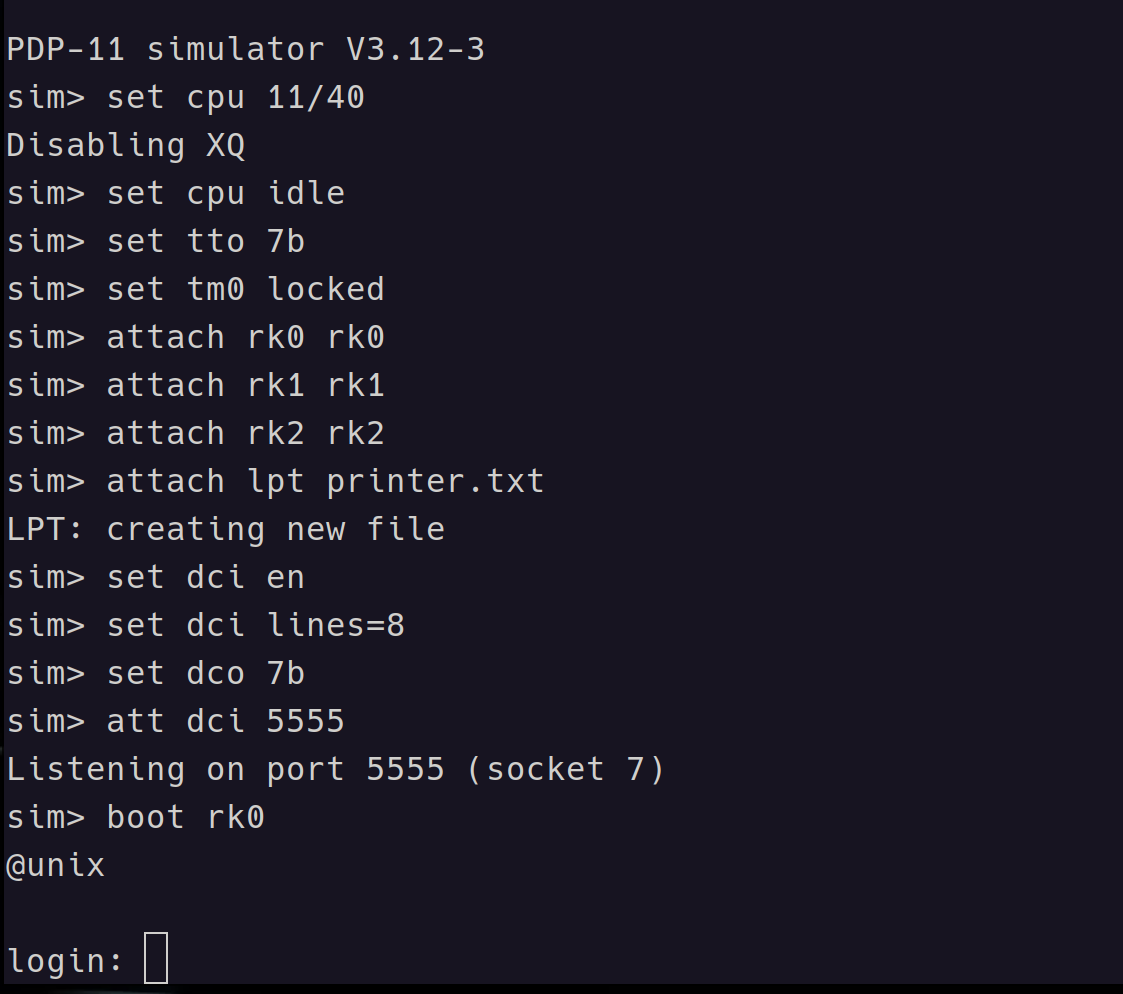 PDP-11 simulator V3.12-3
sim> set cpu 11/40
Disabling XQ
sim> set cpu idle
sim> set tto 7b
sim> set tm0 locked
sim> attach rk0 rk0
sim> attach rk1 rk1
sim> attach rk2 rk2
sim> attach lpt printer.txt
LPT: creating new file
sim> set dci en
sim> set dci lines=8
sim> set dco 7b
sim> att dci 5555
Listening on port 5555 (socket 7)
sim> boot rk0
@unix
login: